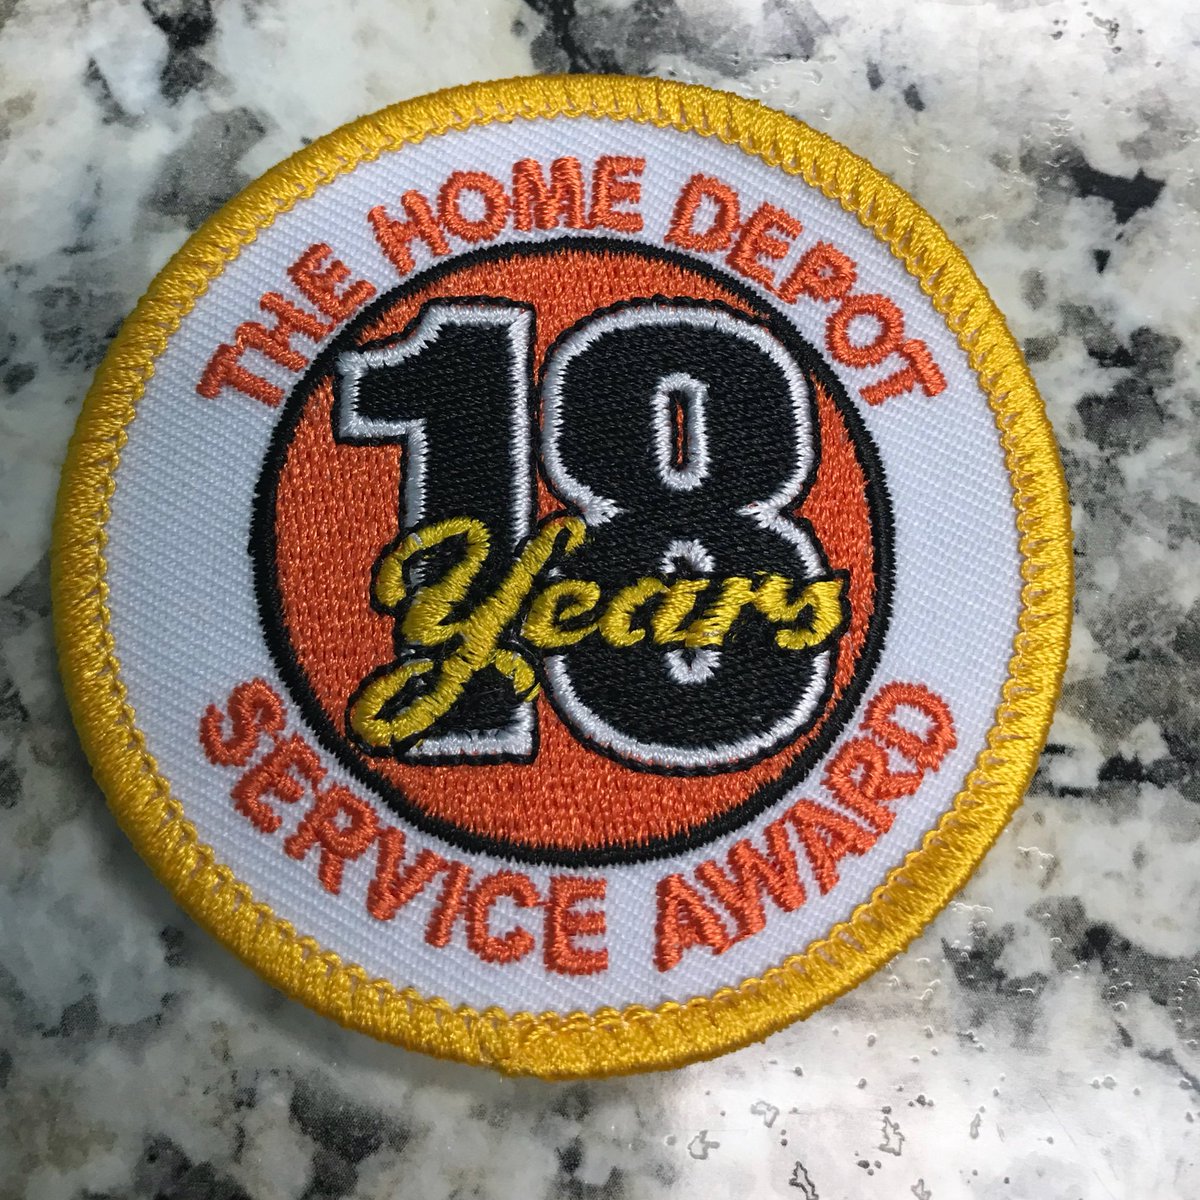 THE HOME DEPOT
18
Years
SERVICE AWARD